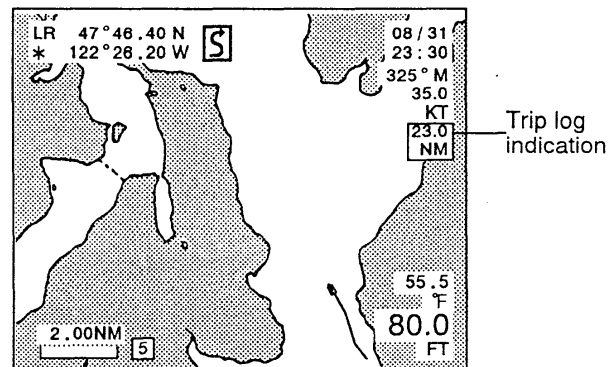 LR 47°46.40 N
* 122°26.20 W
S
08/31
23:30
325°M
35.0
KT
23.0
NM
Trip log
indication
55.5
°F
80.0
FT
2.00NM
5